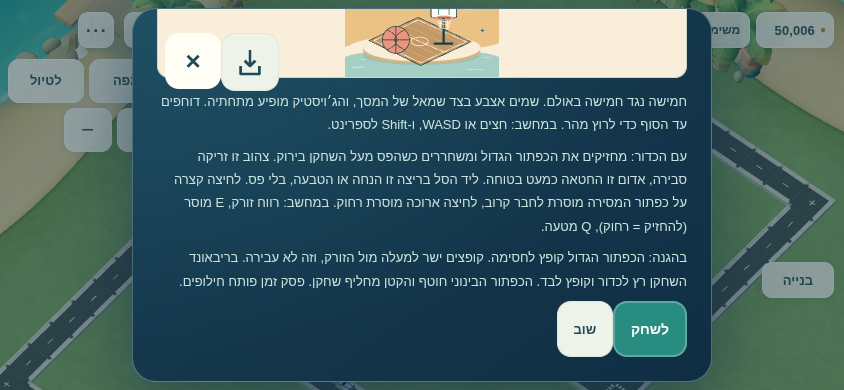 50,006
משימ
לטיול
מפה
בנייה
חמישה נגד חמישה באולם. שמים אצבע בצד שמאל של המסך, והג'ויסטיק מופיע מתחתיה. דוחפים
עד הסוף כדי לרוץ מהר. במחשב: חצים או WASD, ו-Shift לספרינט.
עם הכדור: מחזיקים את הכפתור הגדול ומשחררים כשהפס מעל השחקן בירוק. צהוב זו זריקה
סבירה, אדום זו החטאה כמעט בטוחה. ליד הסל בריצה זו הנחה או הטבעה, בלי פס. לחיצה קצרה
על כפתור המסירה מוסרת לחבר קרוב, לחיצה ארוכה מוסרת רחוק. במחשב: רווח זורק, E מוסר
(להחזיק = רחוק), Q מטעה.
בהגנה: הכפתור הגדול קופץ לחסימה. קופצים ישר למעלה מול הזורק, וזה לא עבירה. בריבאונד
השחקן רץ לכדור וקופץ לבד. הכפתור הבינוני חוטף והקטן מחליף שחקן. פסק זמן פותח חילופים.
לשחק
שוב